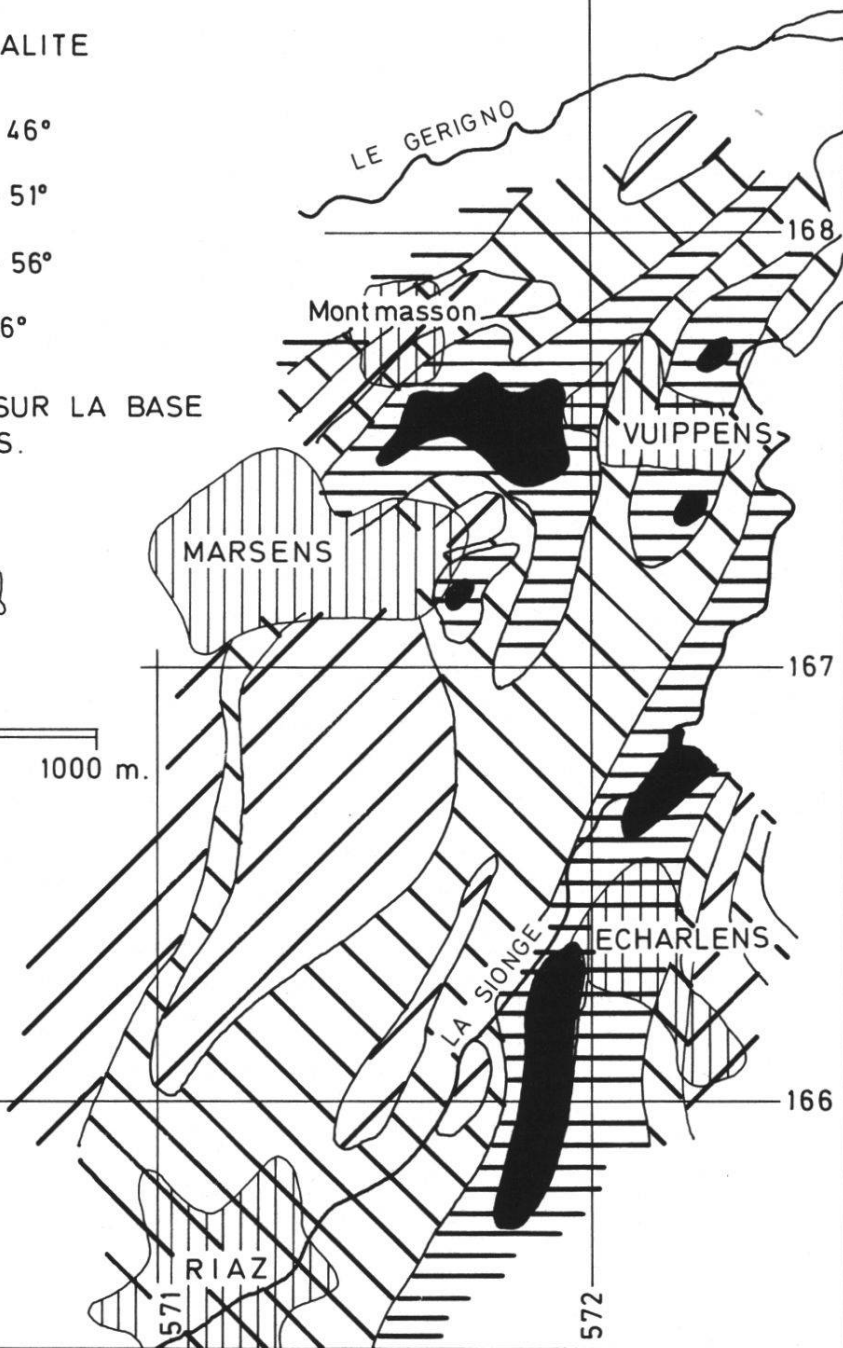 ALITE
46°
51°
56°
6°
SUR LA BASE
S.
LE GERIGNO
168
Montmasson
VUIPPENS
MARSENS
167
1000 m.
ECHARLENS
LA SIONGE
166
RIAZ
571
572